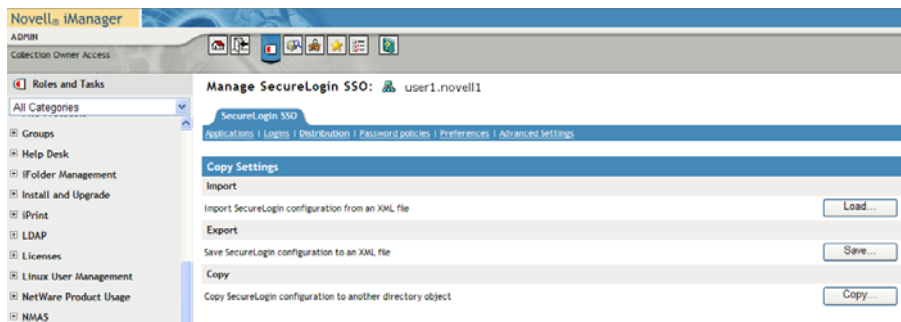 Novell® iManager
ADMIN
Collection Owner Access
Roles and Tasks
All Categories
Groups
Help Desk
iFolder Management
Install and Upgrade
iPrint
LDAP
Licenses
Linux User Management
NetWare Product Usage
NMAS
Manage SecureLogin SSO: user1.novell1
SecureLogin SSO
Applications | Logins | Distribution | Password policies | Preferences | Advanced Settings
Copy Settings
Import
Import SecureLogin configuration from an XML file Load...
Export
Save SecureLogin configuration to an XML file Save...
Copy
Copy SecureLogin configuration to another directory object Copy...